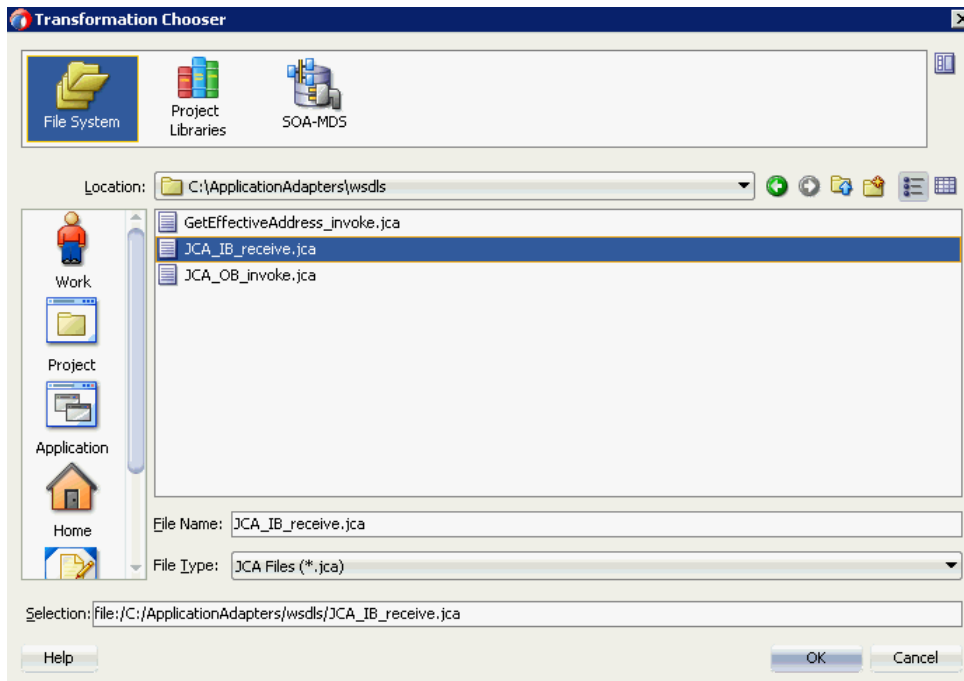 Transformation Chooser
File System
Project
Libraries
SOA-MDS
Location:
C:\ApplicationAdapters\wsdls
GetEffectiveAddress_invoke.jca
JCA_IB_receive.jca
JCA_OB_invoke.jca
Work
Project
Application
Home
File Name:
JCA_IB_receive.jca
File Type:
JCA Files (*.jca)
Selection:
file:/C:/ApplicationAdapters/wsdls/JCA_IB_receive.jca
Help
OK
Cancel